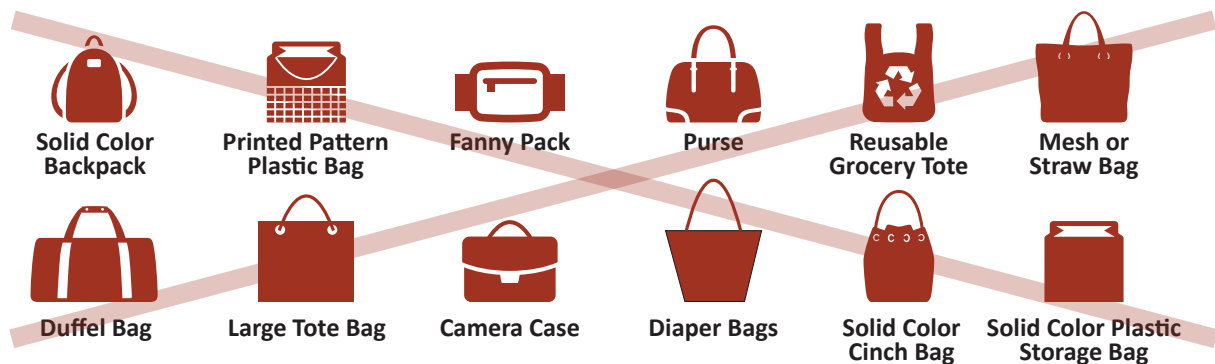 Solid Color
Backpack
Printed Pattern
Plastic Bag
Fanny Pack
Purse
Reusable
Grocery Tote
Mesh or
Straw Bag
Duffel Bag
Large Tote Bag
Camera Case
Diaper Bags
Solid Color
Cinch Bag
Solid Color Plastic
Storage Bag